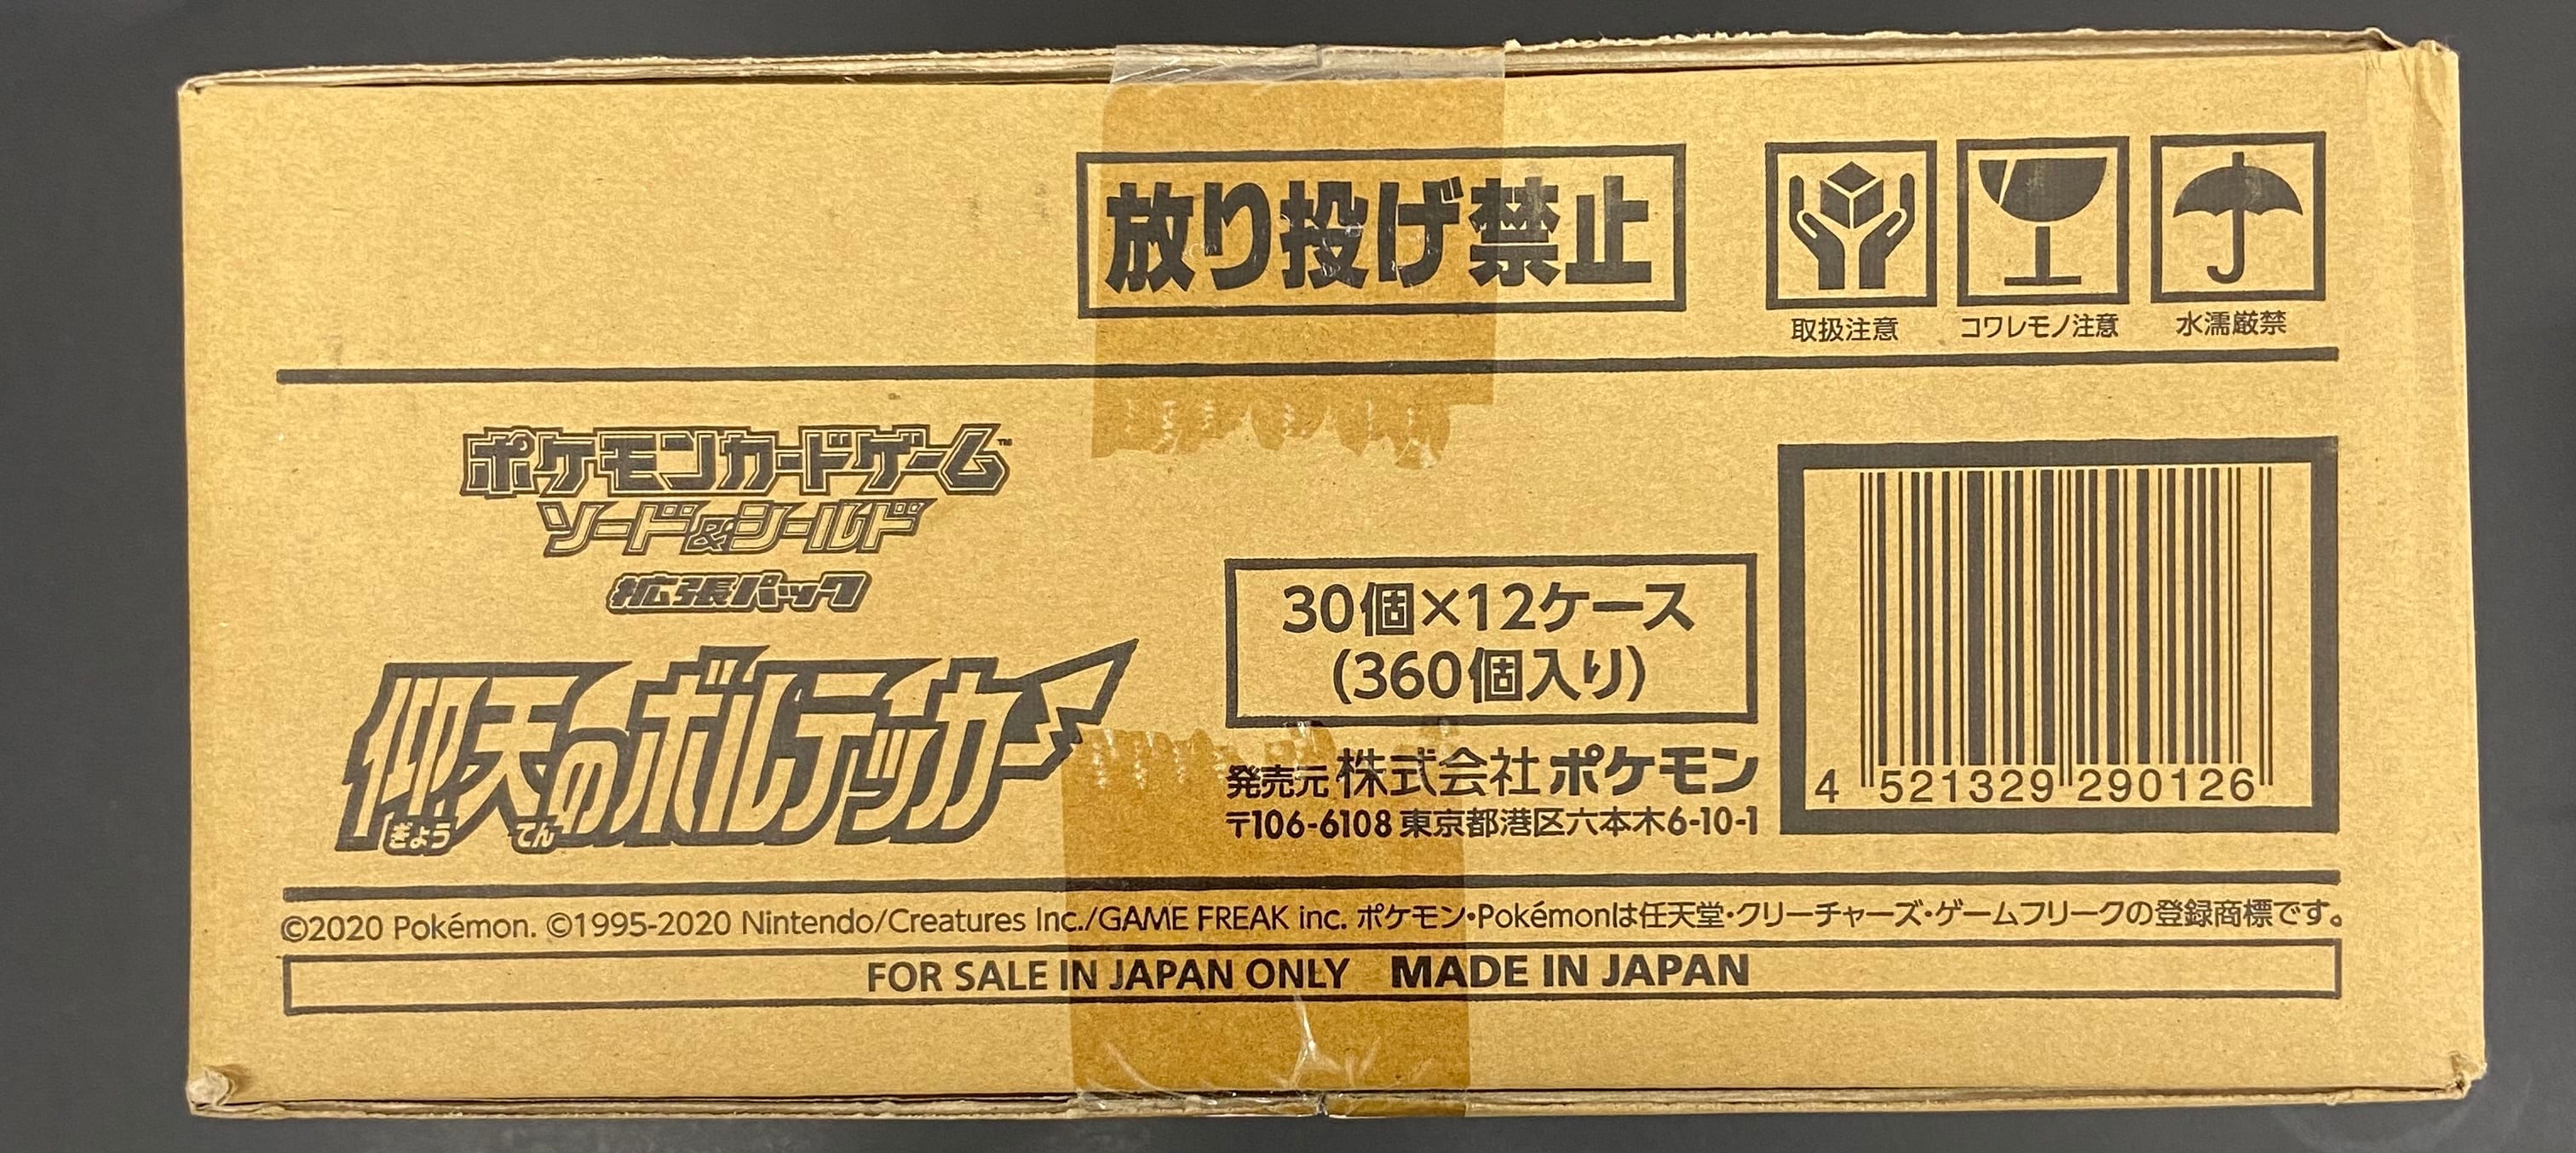 放り投げ禁止
取扱注意
コワレモノ注意
水濡厳禁
ポケモンカードゲーム™
ソード&シールド
拡張パック
仰天のボルテッカー
ぎょう てん
30個×12ケース
(360個入り)
発売元 株式会社 ポケモン
〒106-6108 東京都港区六本木6-10-1
4 521329 290126
©2020 Pokémon. ©1995-2020 Nintendo/Creatures Inc./GAME FREAK inc. ポケモン・Pokémonは任天堂・クリーチャーズ・ゲームフリークの登録商標です。
FOR SALE IN JAPAN ONLY MADE IN JAPAN